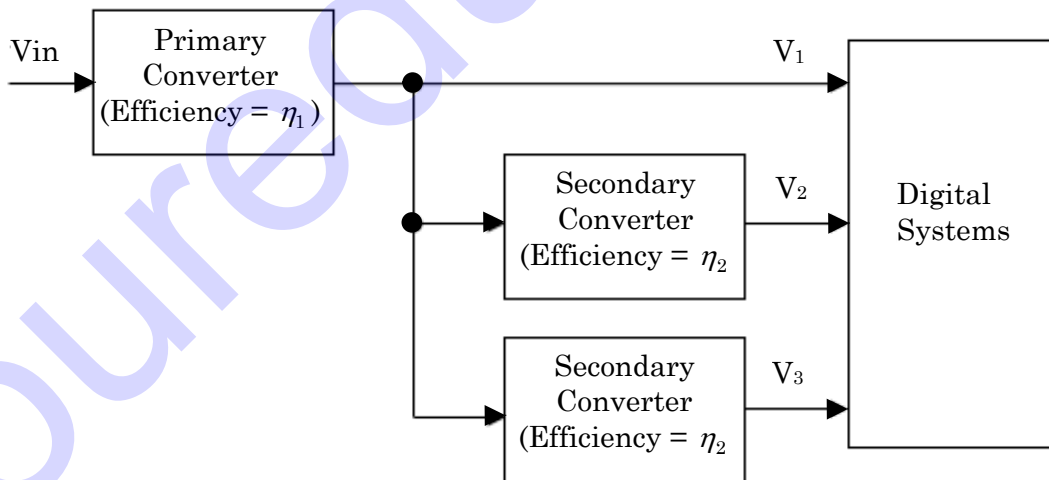 Vin
Primary
Converter
(Efficiency = η₁)
V₁
Secondary
Converter
(Efficiency = η₂
V₂
Digital
Systems
Secondary
Converter
(Efficiency = η₂
V₃